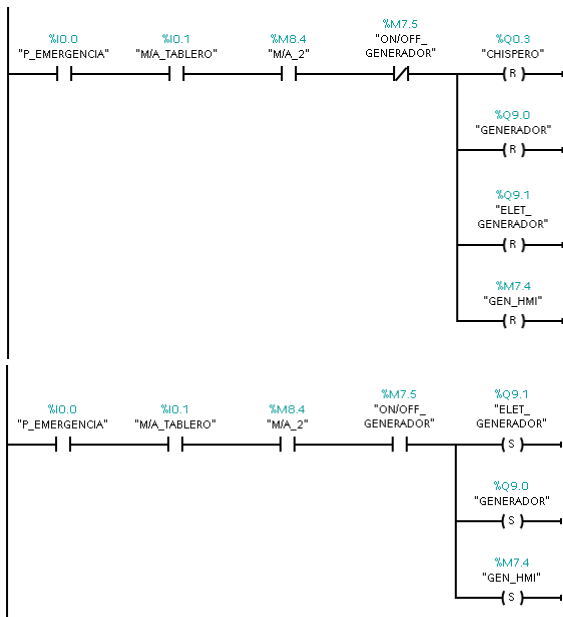 %I0.0 %I0.1 %M8.4 %M7.5 %Q0.3
"P_EMERGENCIA" "M/A_TABLERO" "M/A_2" "ON/OFF_ "CHISPERO"
GENERADOR"
R
%Q9.0
"GENERADOR"
R
%Q9.1
"ELET_
GENERADOR"
R
%M7.4
"GEN_HMI"
R
%M7.5 %Q9.1
%I0.0 %I0.1 %M8.4 "ON/OFF_ "ELET_
"P_EMERGENCIA" "M/A_TABLERO" "M/A_2" GENERADOR" GENERADOR"
S
%Q9.0
"GENERADOR"
S
%M7.4
"GEN_HMI"
S